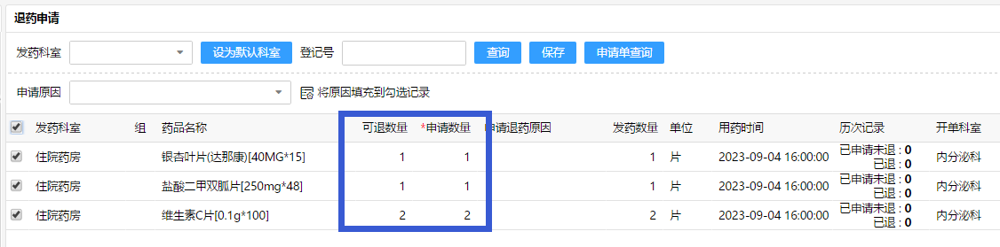 退药申请
发药科室 设为默认科室 登记号 查询 保存 申请单查询
申请原因 将原因填充到勾选记录
发药科室 组 药品名称 可退数量 *申请数量 申请退药原因 发药数量 单位 用药时间 历次记录 开单科室
住院药房 银杏叶片(达那康)[40MG*15] 1 1 1 片 2023-09-04 16:00:00 已申请未退 : 0 内分泌科
已退 : 0
住院药房 盐酸二甲双胍片[250mg*48] 1 1 1 片 2023-09-04 16:00:00 已申请未退 : 0 内分泌科
已退 : 0
住院药房 维生素C片[0.1g*100] 2 2 2 片 2023-09-04 16:00:00 已申请未退 : 0 内分泌科
已退 : 0